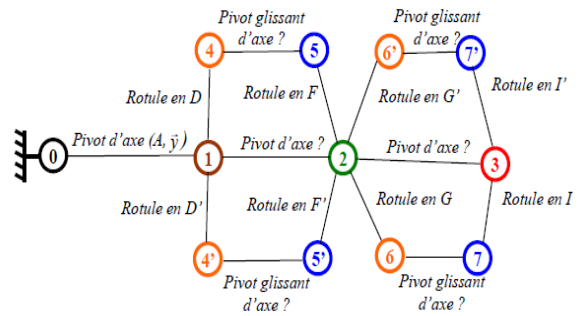 Pivot glissant
d'axe ?
Pivot glissant
d'axe ?
4
5
6'
7'
Rotule en D
Rotule en F
Rotule en G'
Rotule en I'
Pivot d'axe (A, y⃗)
Pivot d'axe ?
Pivot d'axe ?
0
1
2
3
Rotule en D'
Rotule en F'
Rotule en G
Rotule en I
4'
5'
6
7
Pivot glissant
d'axe ?
Pivot glissant
d'axe ?